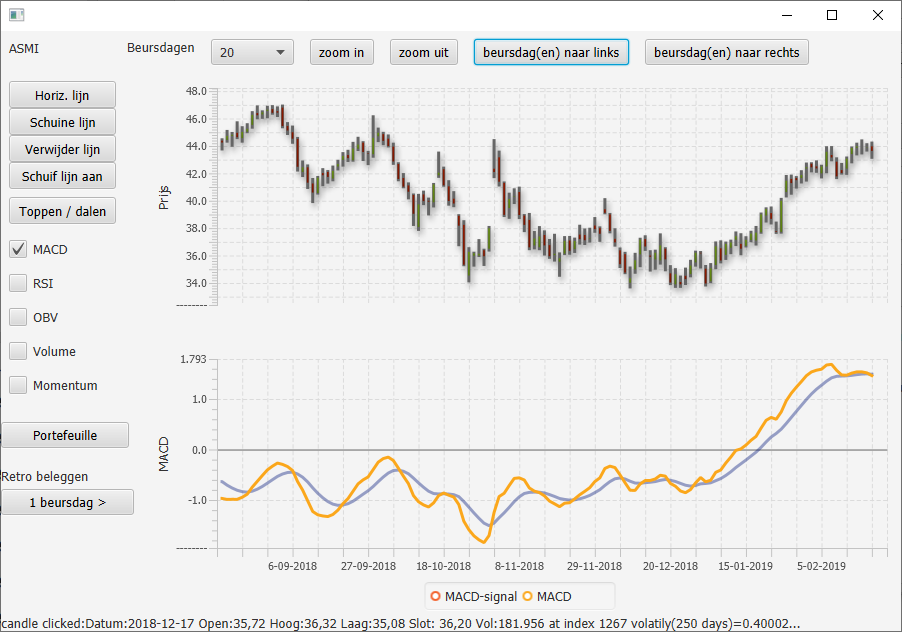 ASMI Beursdagen 20 zoom in zoom uit beursdag(en) naar links beursdag(en) naar rechts
Horiz. lijn
Schuine lijn
Verwijder lijn
Schuif lijn aan
Toppen / dalen
MACD
RSI
OBV
Volume
Momentum
Portefeuille
Retro beleggen
1 beursdag >
Prijs
48.0
46.0
44.0
42.0
40.0
38.0
36.0
34.0
MACD
1.793
1.0
0.0
-1.0
6-09-2018 27-09-2018 18-10-2018 8-11-2018 29-11-2018 20-12-2018 15-01-2019 5-02-2019
MACD-signal MACD
candle clicked:Datum:2018-12-17 Open:35,72 Hoog:36,32 Laag:35,08 Slot: 36,20 Vol:181.956 at index 1267 volatily(250 days)=0.40002...